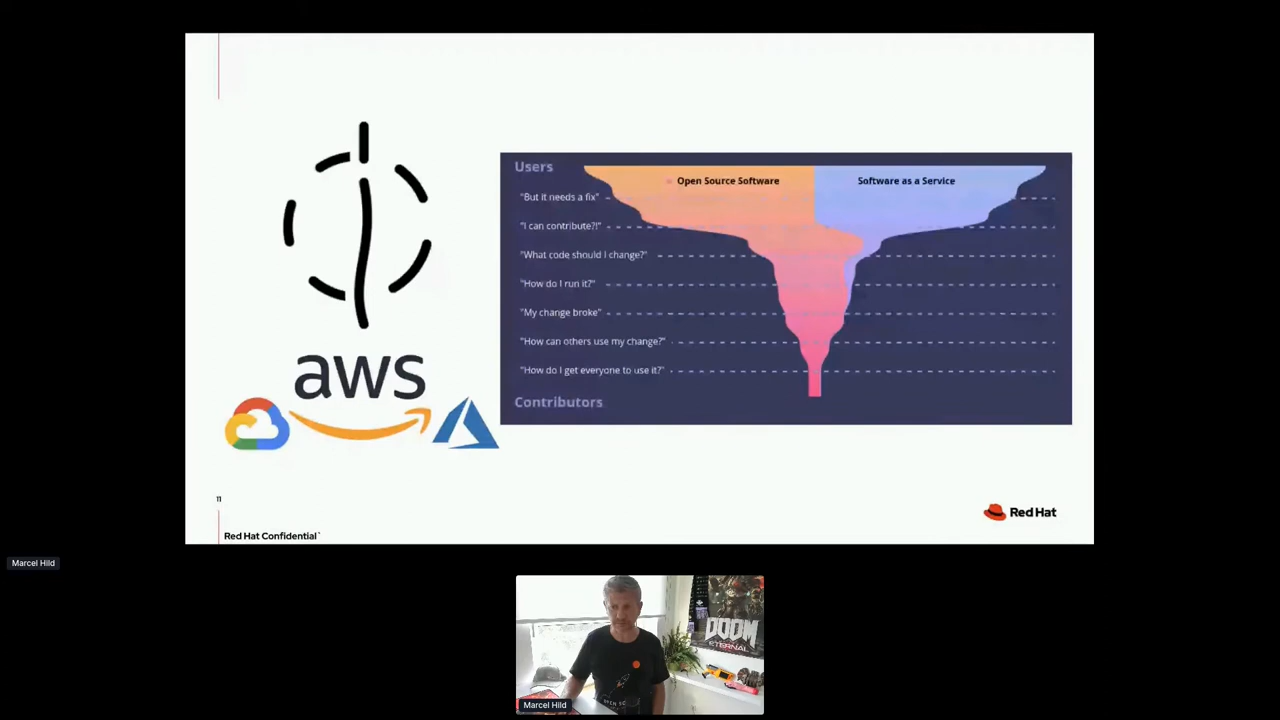 Users
Open Source Software
Software as a Service
"But it needs a fix"
"I can contribute?!"
"What code should I change?"
"How do I run it?"
"My change broke"
"How can others use my change?"
"How do I get everyone to use it?"
Contributors
aws
11
Red Hat
Red Hat Confidential
Marcel Hild
DOOM
ETERNAL
Marcel Hild